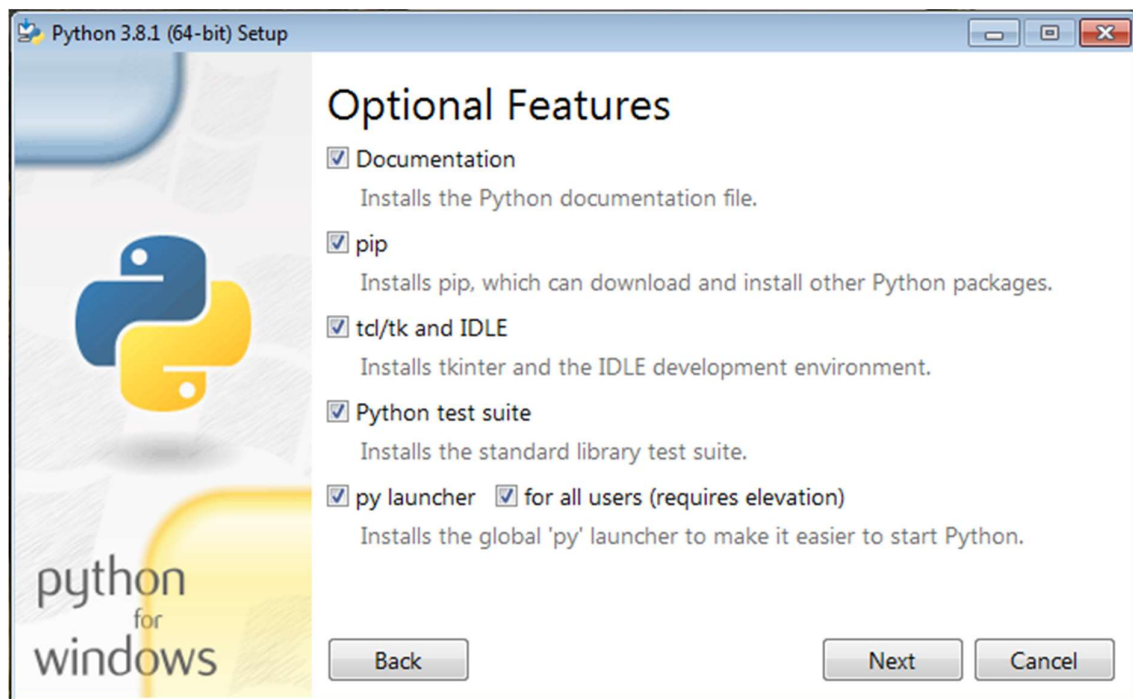 Python 3.8.1 (64-bit) Setup
Optional Features
Documentation
Installs the Python documentation file.
pip
Installs pip, which can download and install other Python packages.
tcl/tk and IDLE
Installs tkinter and the IDLE development environment.
Python test suite
Installs the standard library test suite.
py launcher for all users (requires elevation)
Installs the global 'py' launcher to make it easier to start Python.
python
for
windows
Back Next Cancel